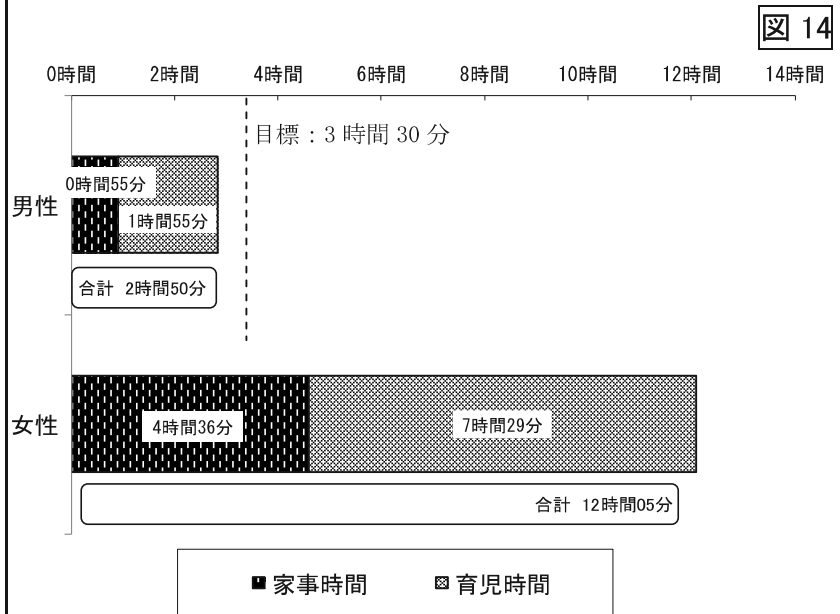 図 14
0時間 2時間 4時間 6時間 8時間 10時間 12時間 14時間
目標：3 時間 30 分
男性
0時間55分
1時間55分
合計 2時間50分
女性
4時間36分
7時間29分
合計 12時間05分
家事時間 育児時間